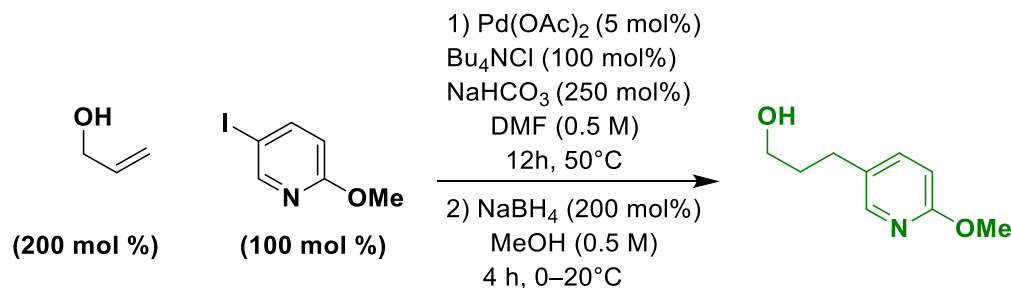 1) Pd(OAc)2 (5 mol%)
Bu4NCl (100 mol%)
NaHCO3 (250 mol%)
DMF (0.5 M)
12h, 50°C
2) NaBH4 (200 mol%)
MeOH (0.5 M)
4 h, 0–20°C
OH
(200 mol %)
I
N
OMe
(100 mol %)
OH
N
OMe